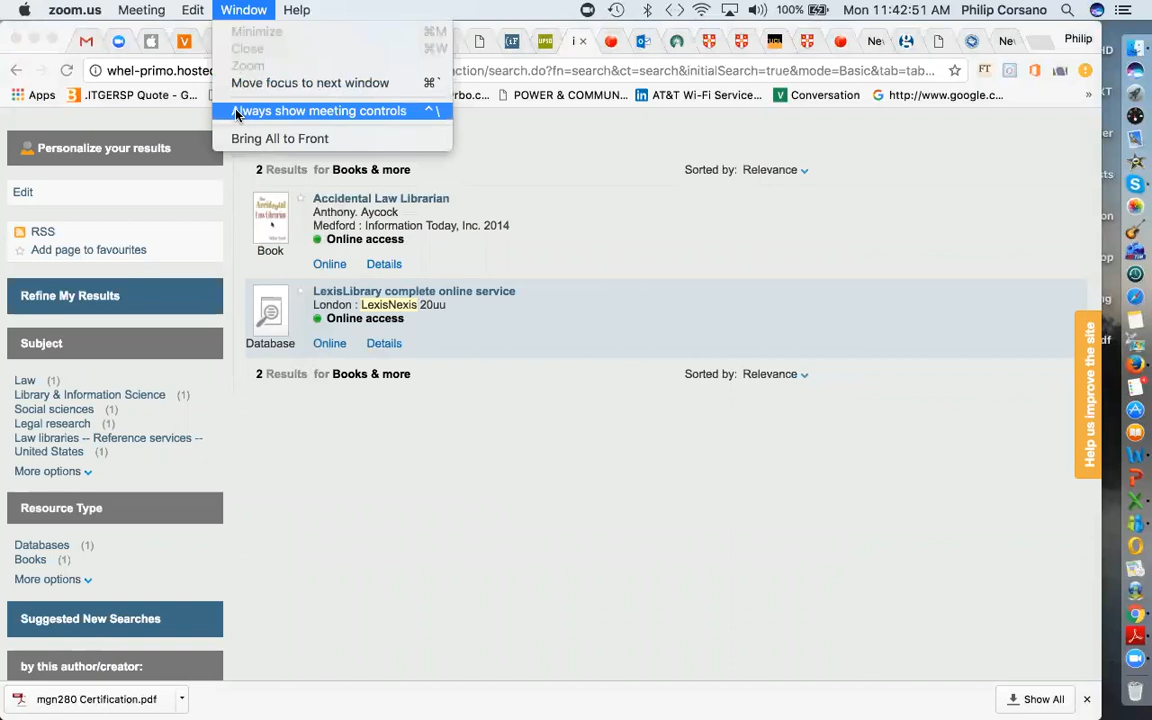 zoom.us Meeting Edit Window Help 100% Mon 11:42:51 AM Philip Corsano
Minimize ⌘M
Close ⌘W
Zoom
Move focus to next window ⌘`
Always show meeting controls ^\
Bring All to Front
UPTO i × Nev Ne Philip
whel-primo.hosted ction/search.do?fn=search&ct=search&initialSearch=true&mode=Basic&tab=tab...
Apps .ITGERSP Quote - G... rbo.c... POWER & COMMUN... AT&T Wi-Fi Service... Conversation http://www.google.c... »
Personalize your results
Edit
RSS
Add page to favourites
Refine My Results
Subject
Law (1)
Library & Information Science (1)
Social sciences (1)
Legal research (1)
Law libraries -- Reference services --
United States (1)
More options
Resource Type
Databases (1)
Books (1)
More options
Suggested New Searches
by this author/creator:
2 Results for Books & more Sorted by: Relevance
Accidental Law Librarian
Anthony. Aycock
Medford : Information Today, Inc. 2014
Online access
Book
Online Details
LexisLibrary complete online service
London : LexisNexis 20uu
Online access
Database
Online Details
2 Results for Books & more Sorted by: Relevance
Help us improve the site
mgn280 Certification.pdf Show All ×